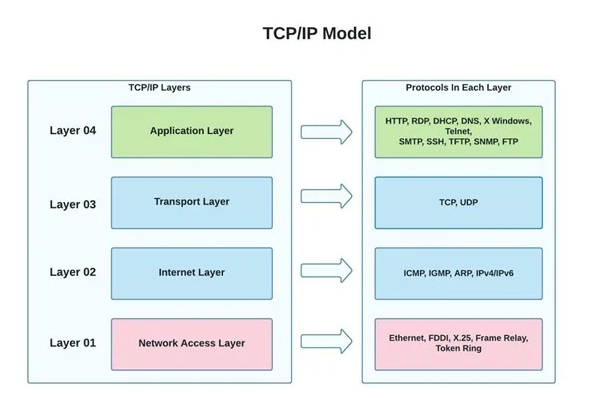 TCP/IP Model
TCP/IP Layers
Protocols In Each Layer
Layer 04
Application Layer
HTTP, RDP, DHCP, DNS, X Windows,
Telnet,
SMTP, SSH, TFTP, SNMP, FTP
Layer 03
Transport Layer
TCP, UDP
Layer 02
Internet Layer
ICMP, IGMP, ARP, IPv4/IPv6
Layer 01
Network Access Layer
Ethernet, FDDI, X.25, Frame Relay,
Token Ring